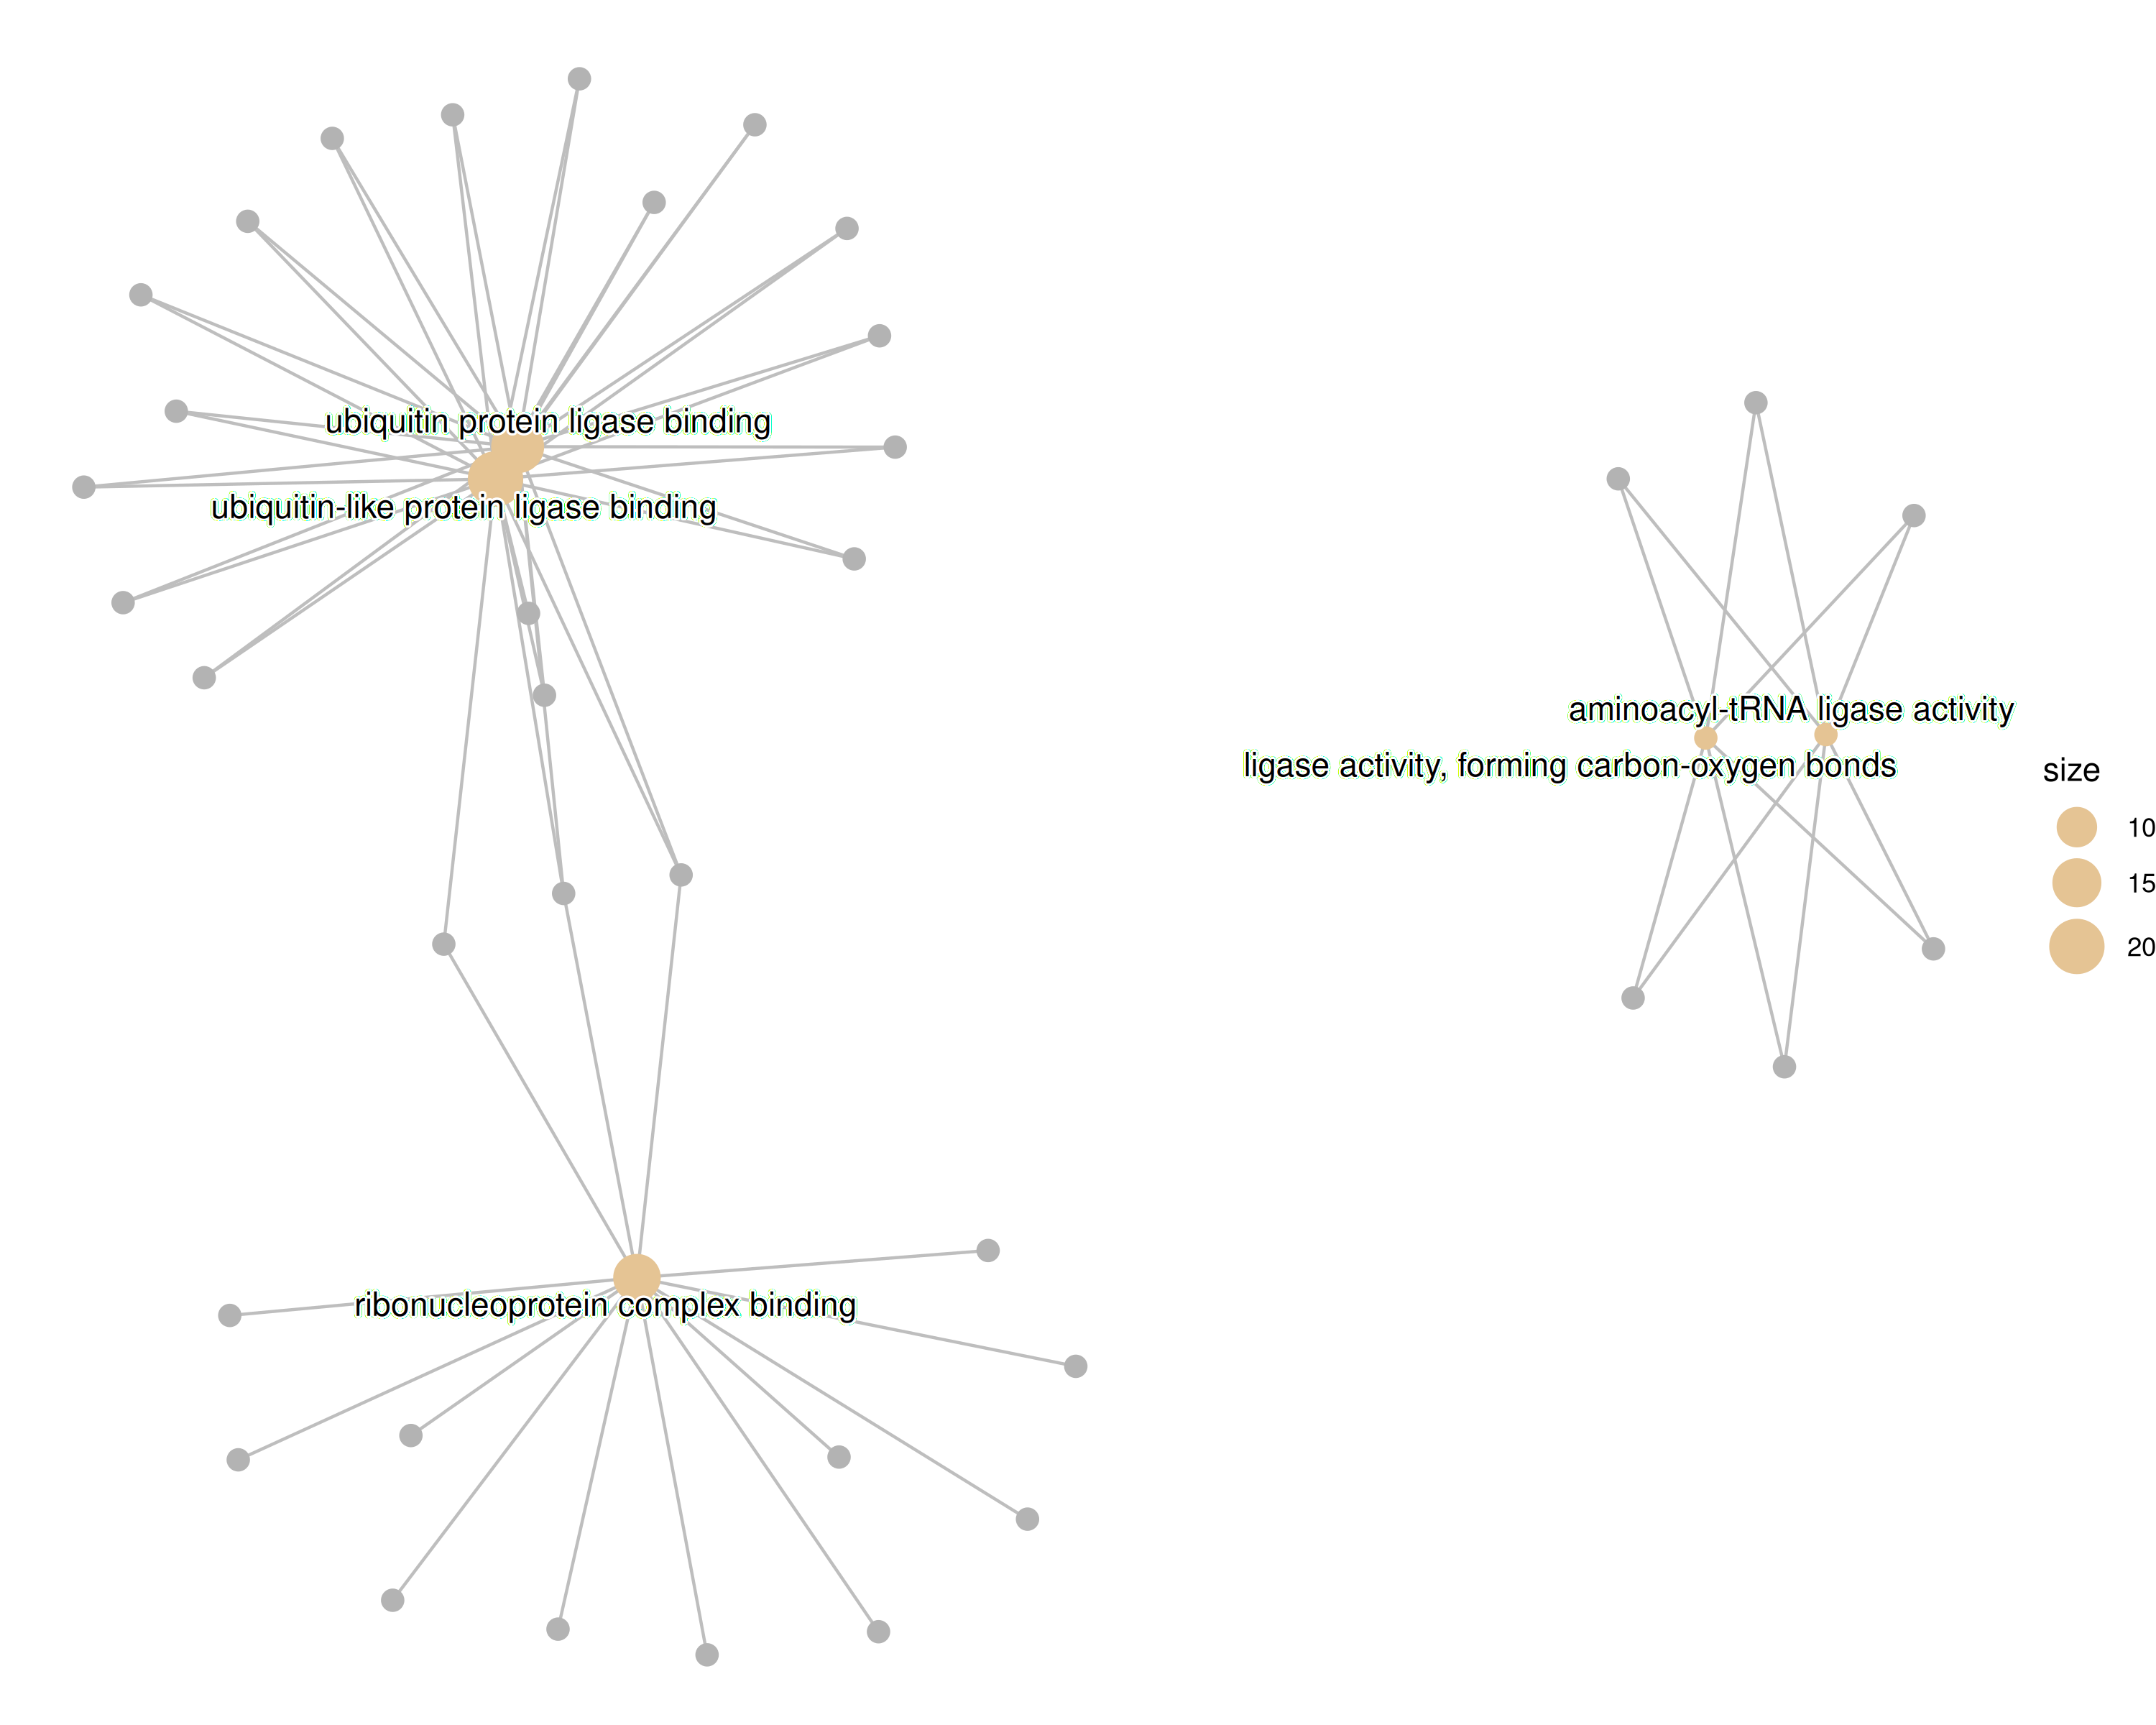 ubiquitin protein ligase binding
ubiquitin-like protein ligase binding
aminoacyl-tRNA ligase activity
ligase activity, forming carbon-oxygen bonds
size
10
15
20
ribonucleoprotein complex binding